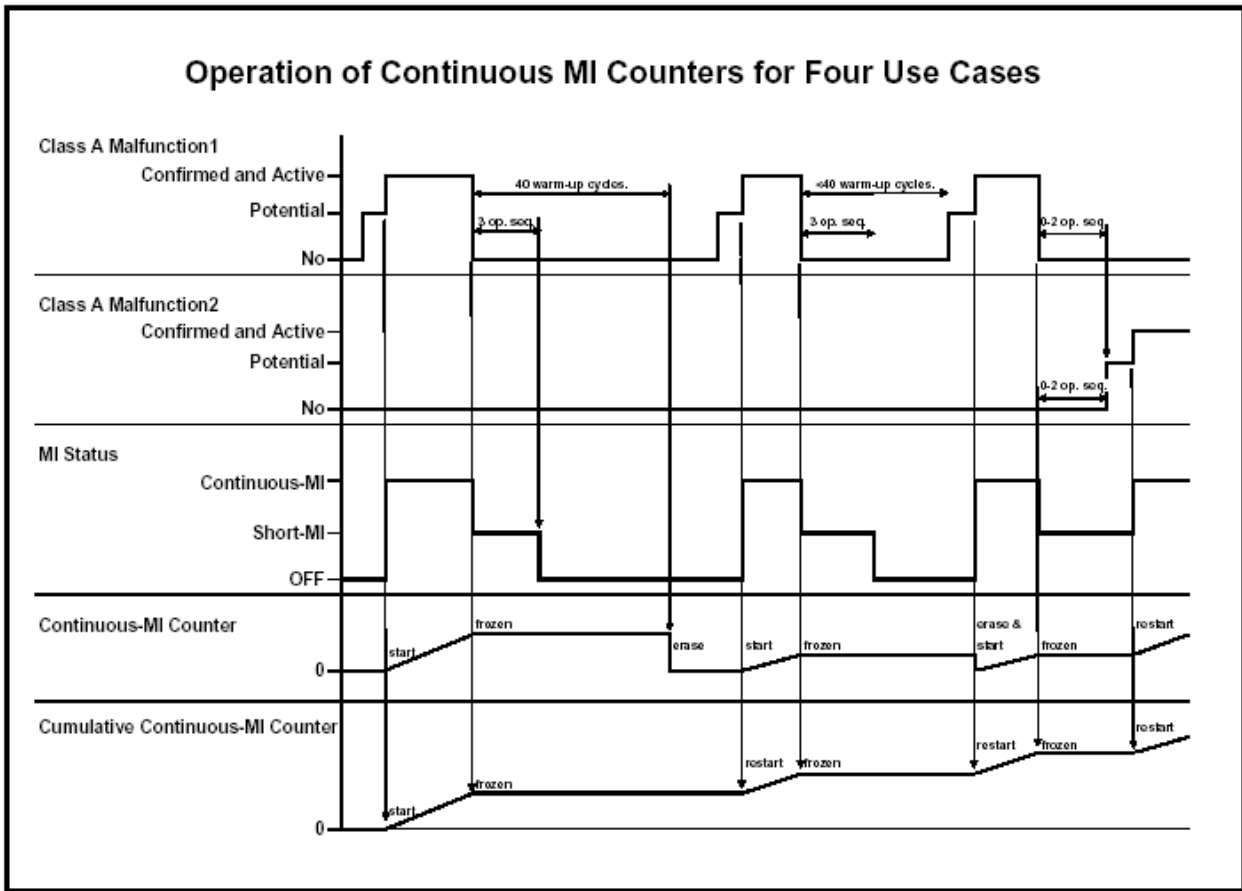 Operation of Continuous MI Counters for Four Use Cases
Class A Malfunction1
Confirmed and Active
40 warm-up cycles.
<40 warm-up cycles.
Potential
3 op. seq.
3 op. seq.
0-2 op. seq.
No
Class A Malfunction2
Confirmed and Active
Potential
0-2 op. seq.
No
MI Status
Continuous-MI
Short-MI
OFF
Continuous-MI Counter
start
frozen
erase
start
frozen
erase &
start
frozen
restart
0
Cumulative Continuous-MI Counter
start
frozen
restart
frozen
restart
frozen
restart
0